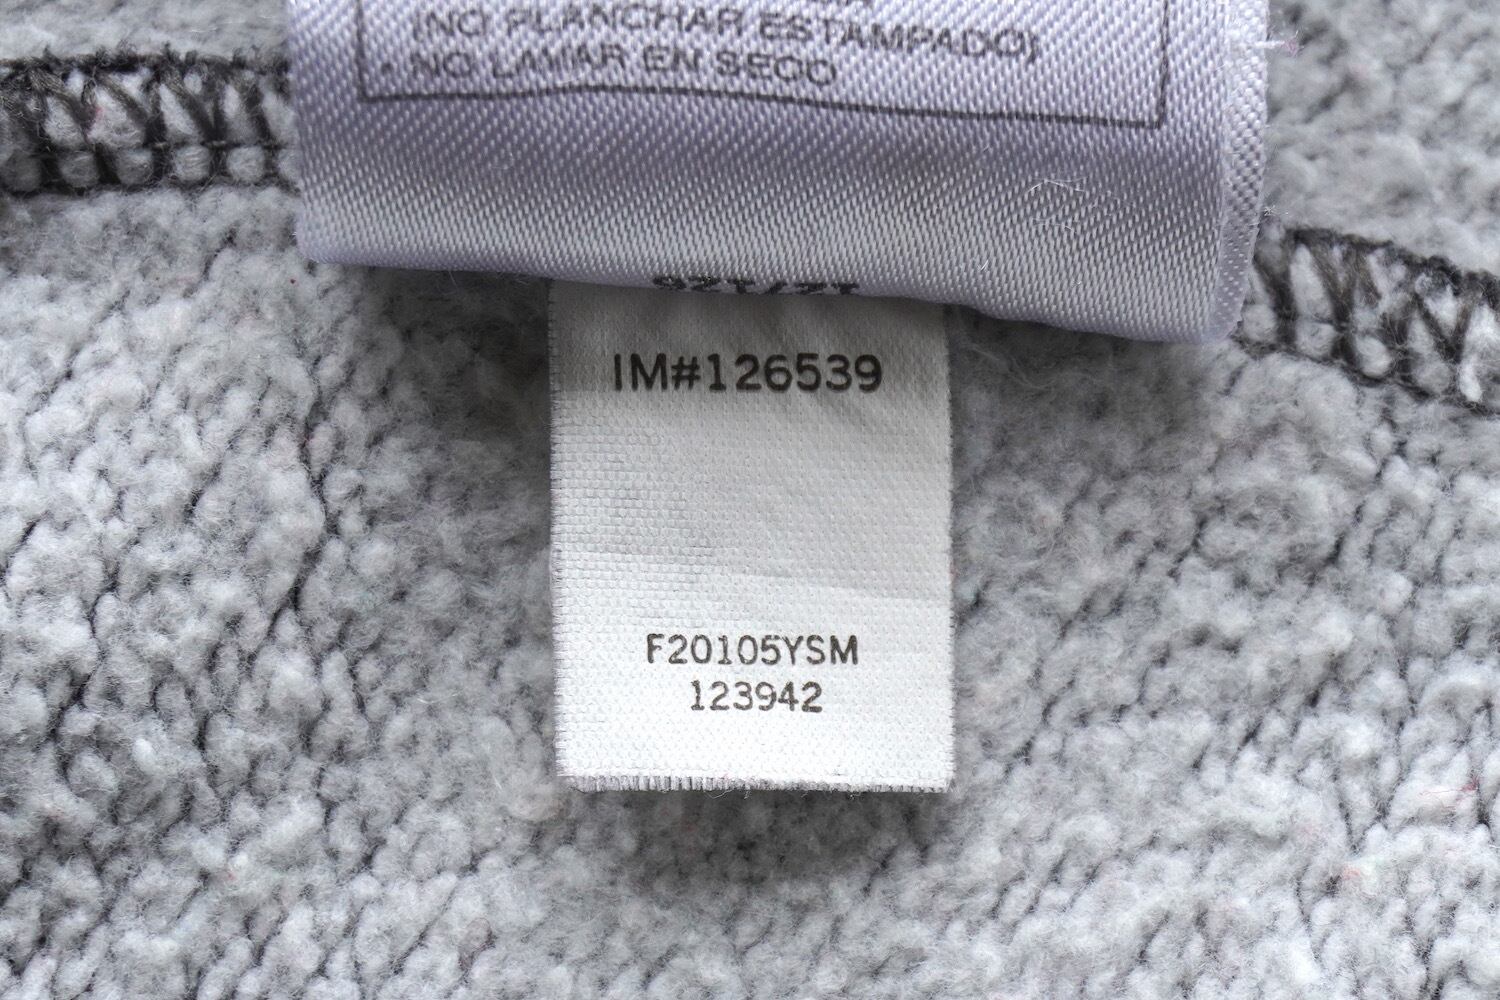 (NO PLANCHAR ESTAMPADO)
• NO LAVAR EN SECO
IM#126539
F20105YSM
123942